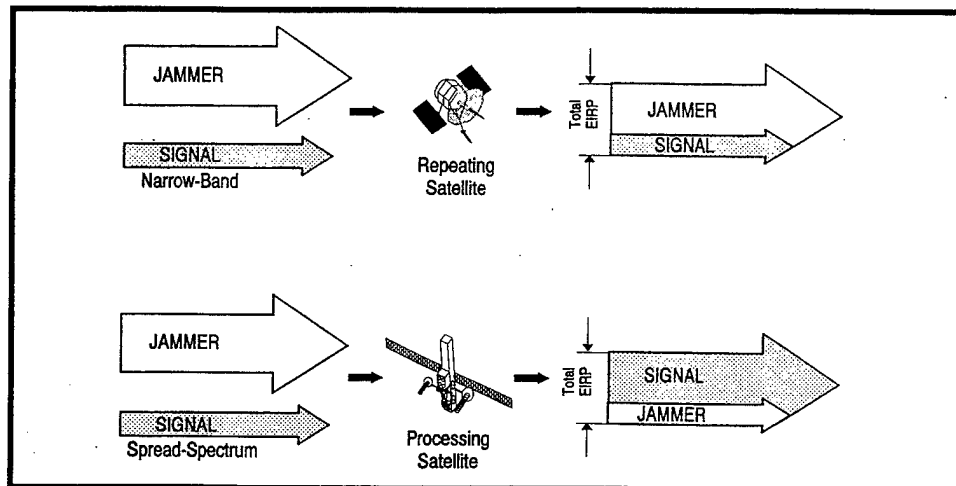 JAMMER
SIGNAL
Narrow-Band
Repeating
Satellite
Total
EIRP
JAMMER
SIGNAL
JAMMER
SIGNAL
Spread-Spectrum
Processing
Satellite
Total
EIRP
SIGNAL
JAMMER